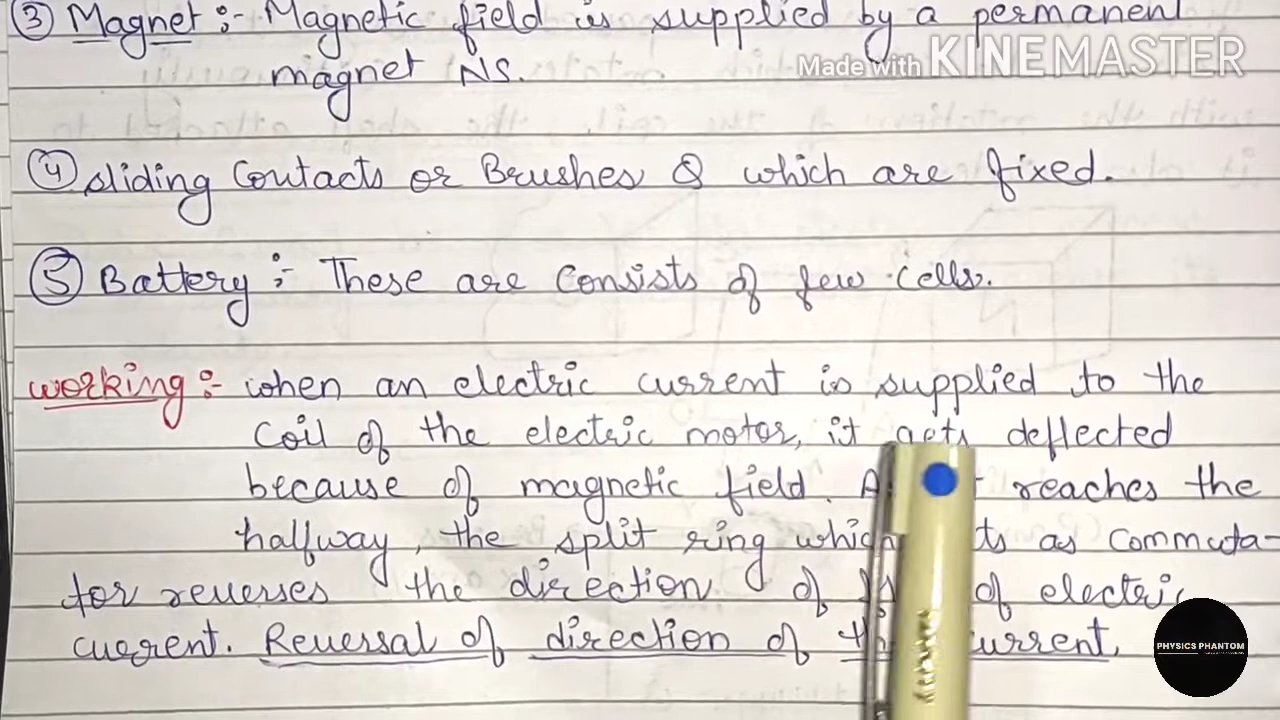 ③ Magnet :- Magnetic field is supplied by a permanent
magnet NS.
Made with KINEMASTER
④ sliding Contacts or Brushes Q which are fixed.
⑤ Battery :- These are Consists of few cells.
working :- when an electric current is supplied to the
Coil of the electric motor, it gets deflected
because of magnetic field. reaches the
halfway, the split ring which as Commuta-
tor reverses the direction of of electric
current. Reversal of direction of the current,
PHYSICS PHANTOM